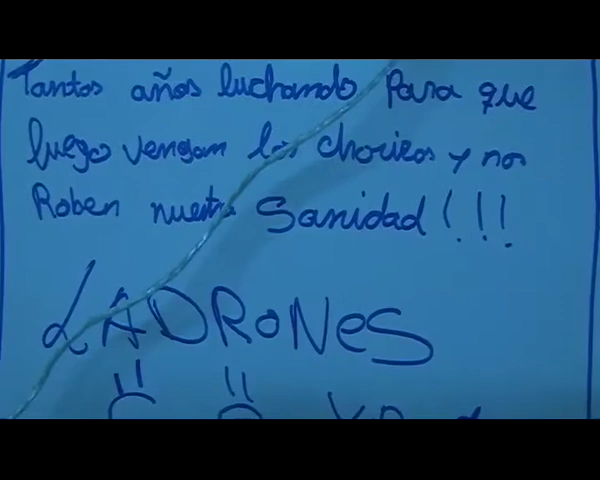 Tantos años luchando para que
luego vengan los chorizos y nos
Roben nuestra Sanidad!!!
LADRONES